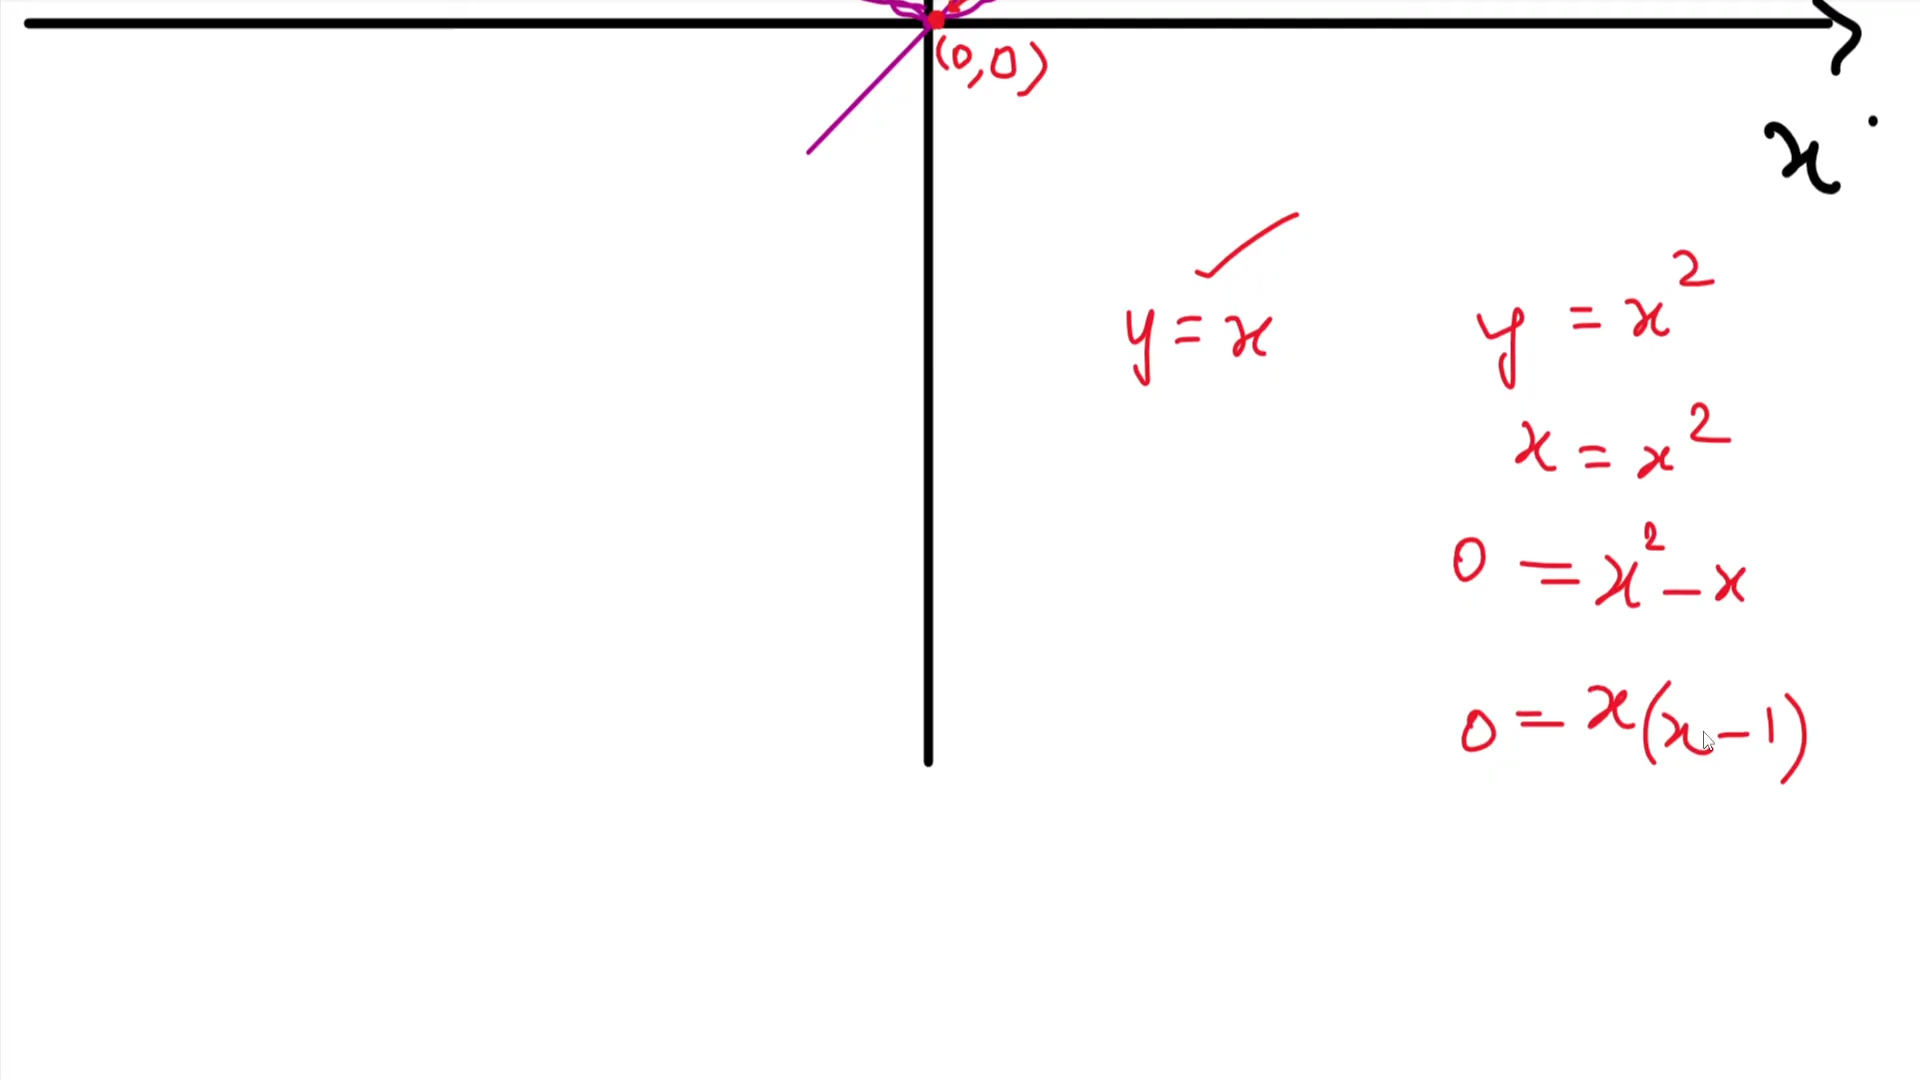 (0,0)
x
y = x
y = x²
x = x²
0 = x² - x
0 = x(x-1)